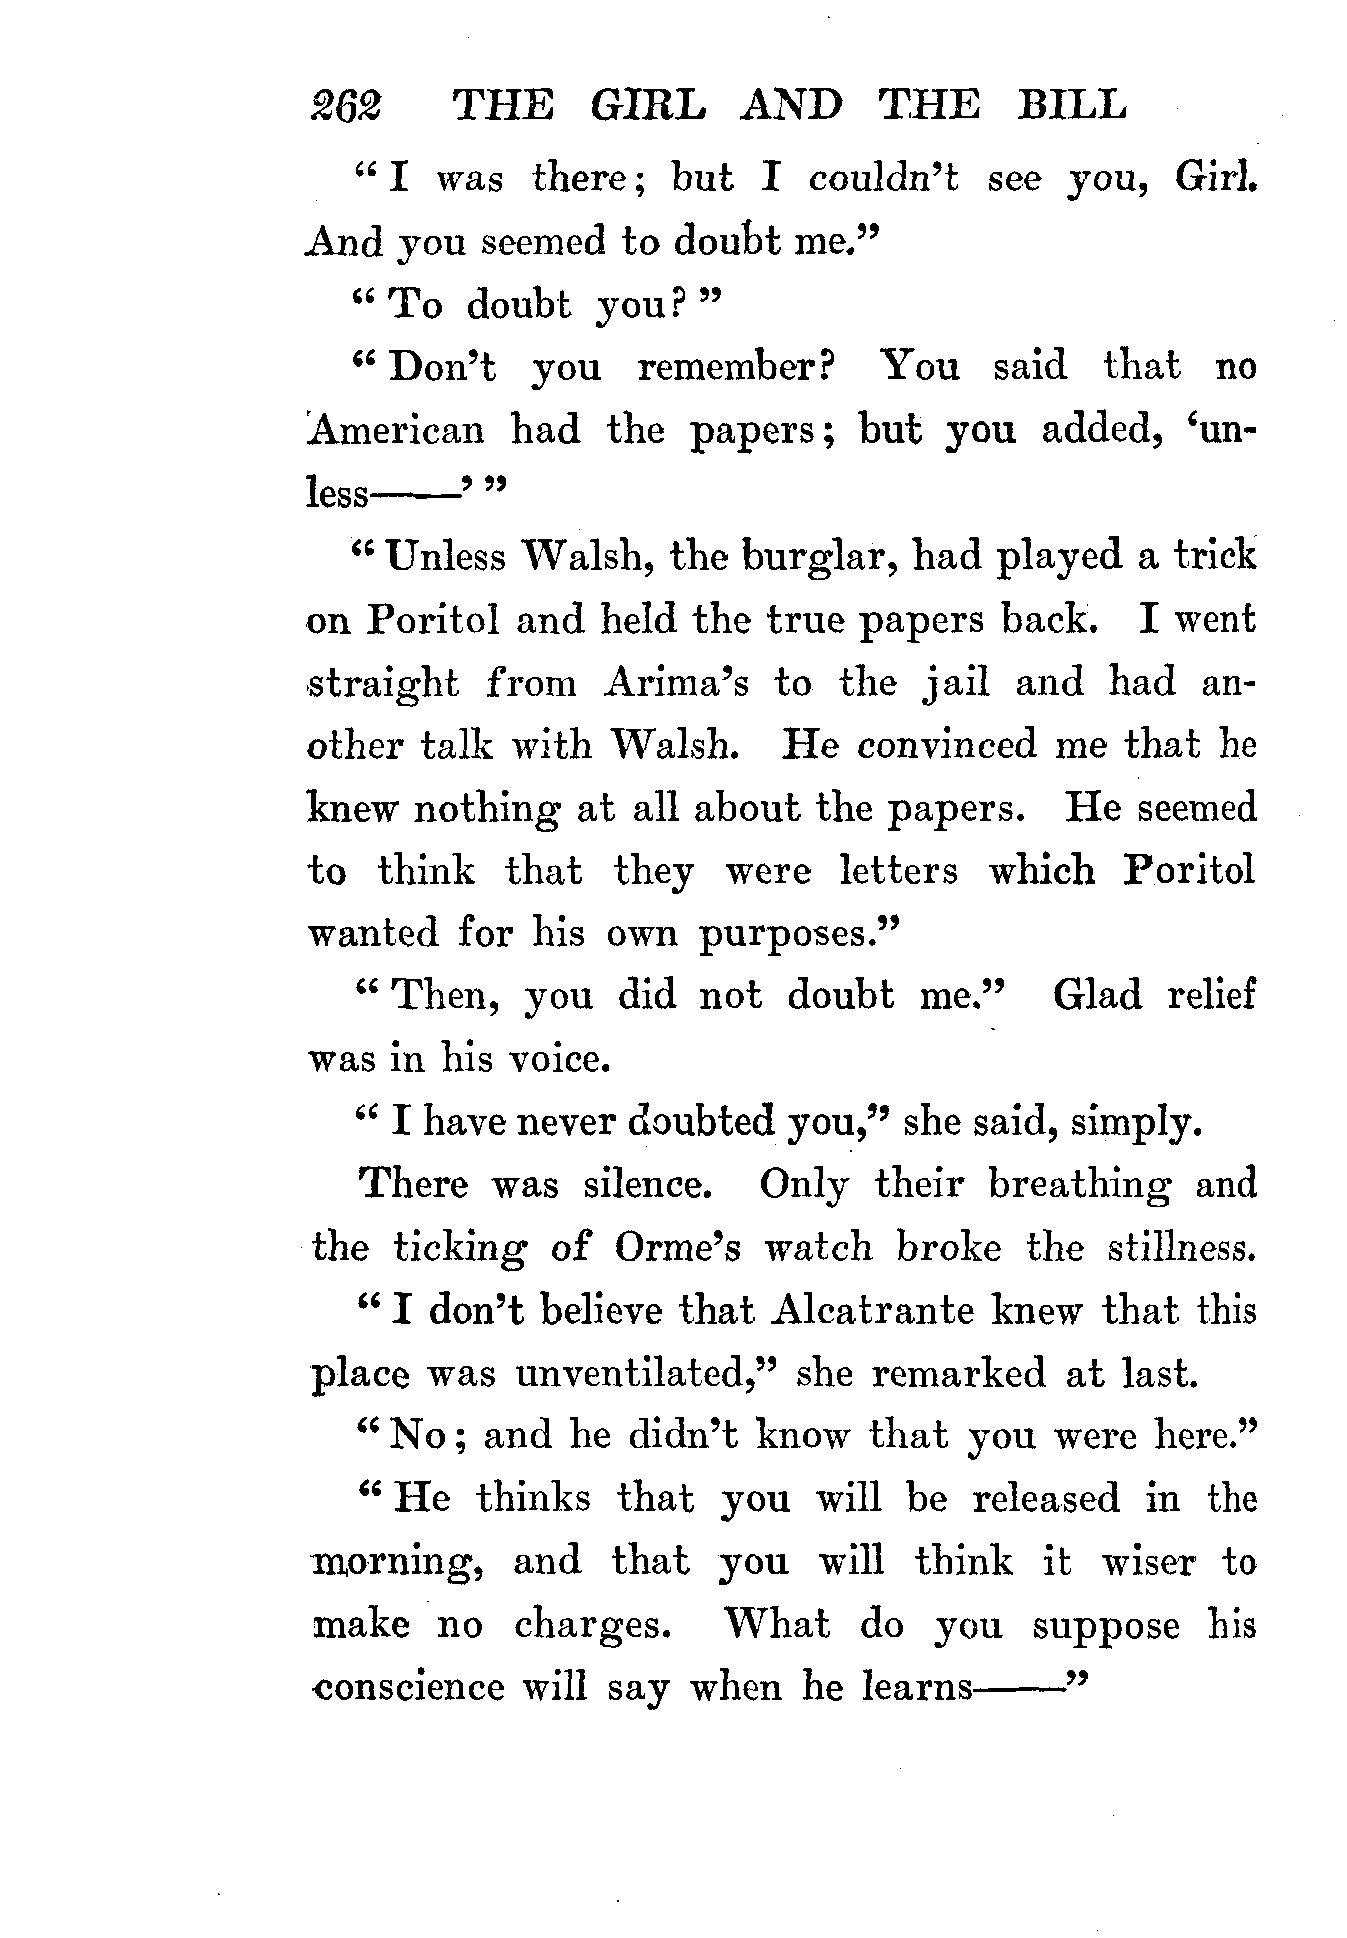 262 THE GIRL AND THE BILL
“I was there; but I couldn’t see you, Girl.
And you seemed to doubt me.”
“To doubt you?”
“Don’t you remember? You said that no
American had the papers; but you added, ‘un-
less——’”
“Unless Walsh, the burglar, had played a trick
on Poritol and held the true papers back. I went
straight from Arima’s to the jail and had an-
other talk with Walsh. He convinced me that he
knew nothing at all about the papers. He seemed
to think that they were letters which Poritol
wanted for his own purposes.”
“Then, you did not doubt me.” Glad relief
was in his voice.
“I have never doubted you,” she said, simply.
There was silence. Only their breathing and
the ticking of Orme’s watch broke the stillness.
“I don’t believe that Alcatrante knew that this
place was unventilated,” she remarked at last.
“No; and he didn’t know that you were here.”
“He thinks that you will be released in the
morning, and that you will think it wiser to
make no charges. What do you suppose his
conscience will say when he learns——”